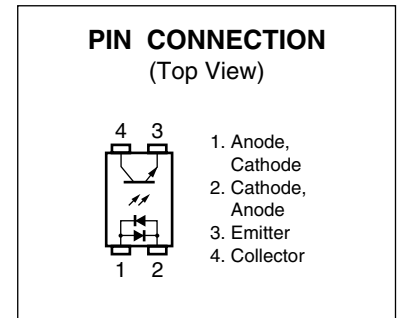 PIN CONNECTION
(Top View)
4 3
1 2
1. Anode,
Cathode
2. Cathode,
Anode
3. Emitter
4. Collector